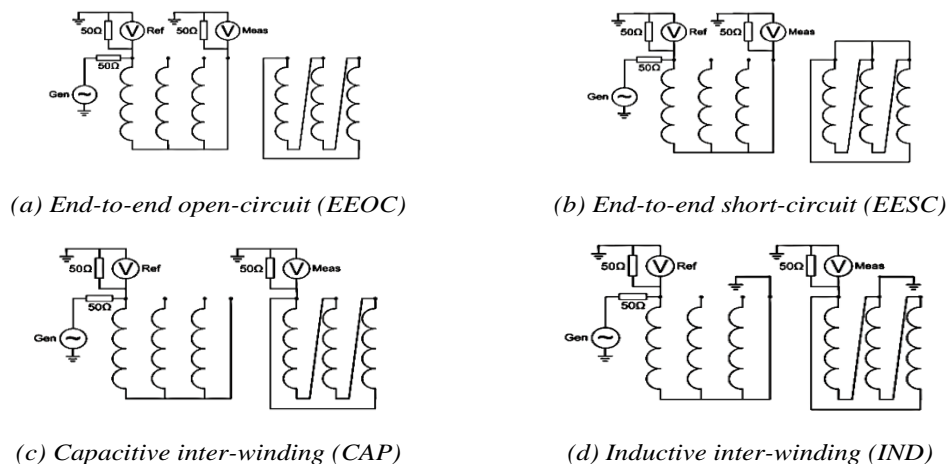 50Ω V Ref 50Ω V Meas
50Ω
Gen
50Ω V Ref 50Ω V Meas
50Ω
Gen
(a) End-to-end open-circuit (EEOC)
(b) End-to-end short-circuit (EESC)
50Ω V Ref 50Ω V Meas
50Ω
Gen
50Ω V Ref 50Ω V Meas
50Ω
Gen
(c) Capacitive inter-winding (CAP)
(d) Inductive inter-winding (IND)